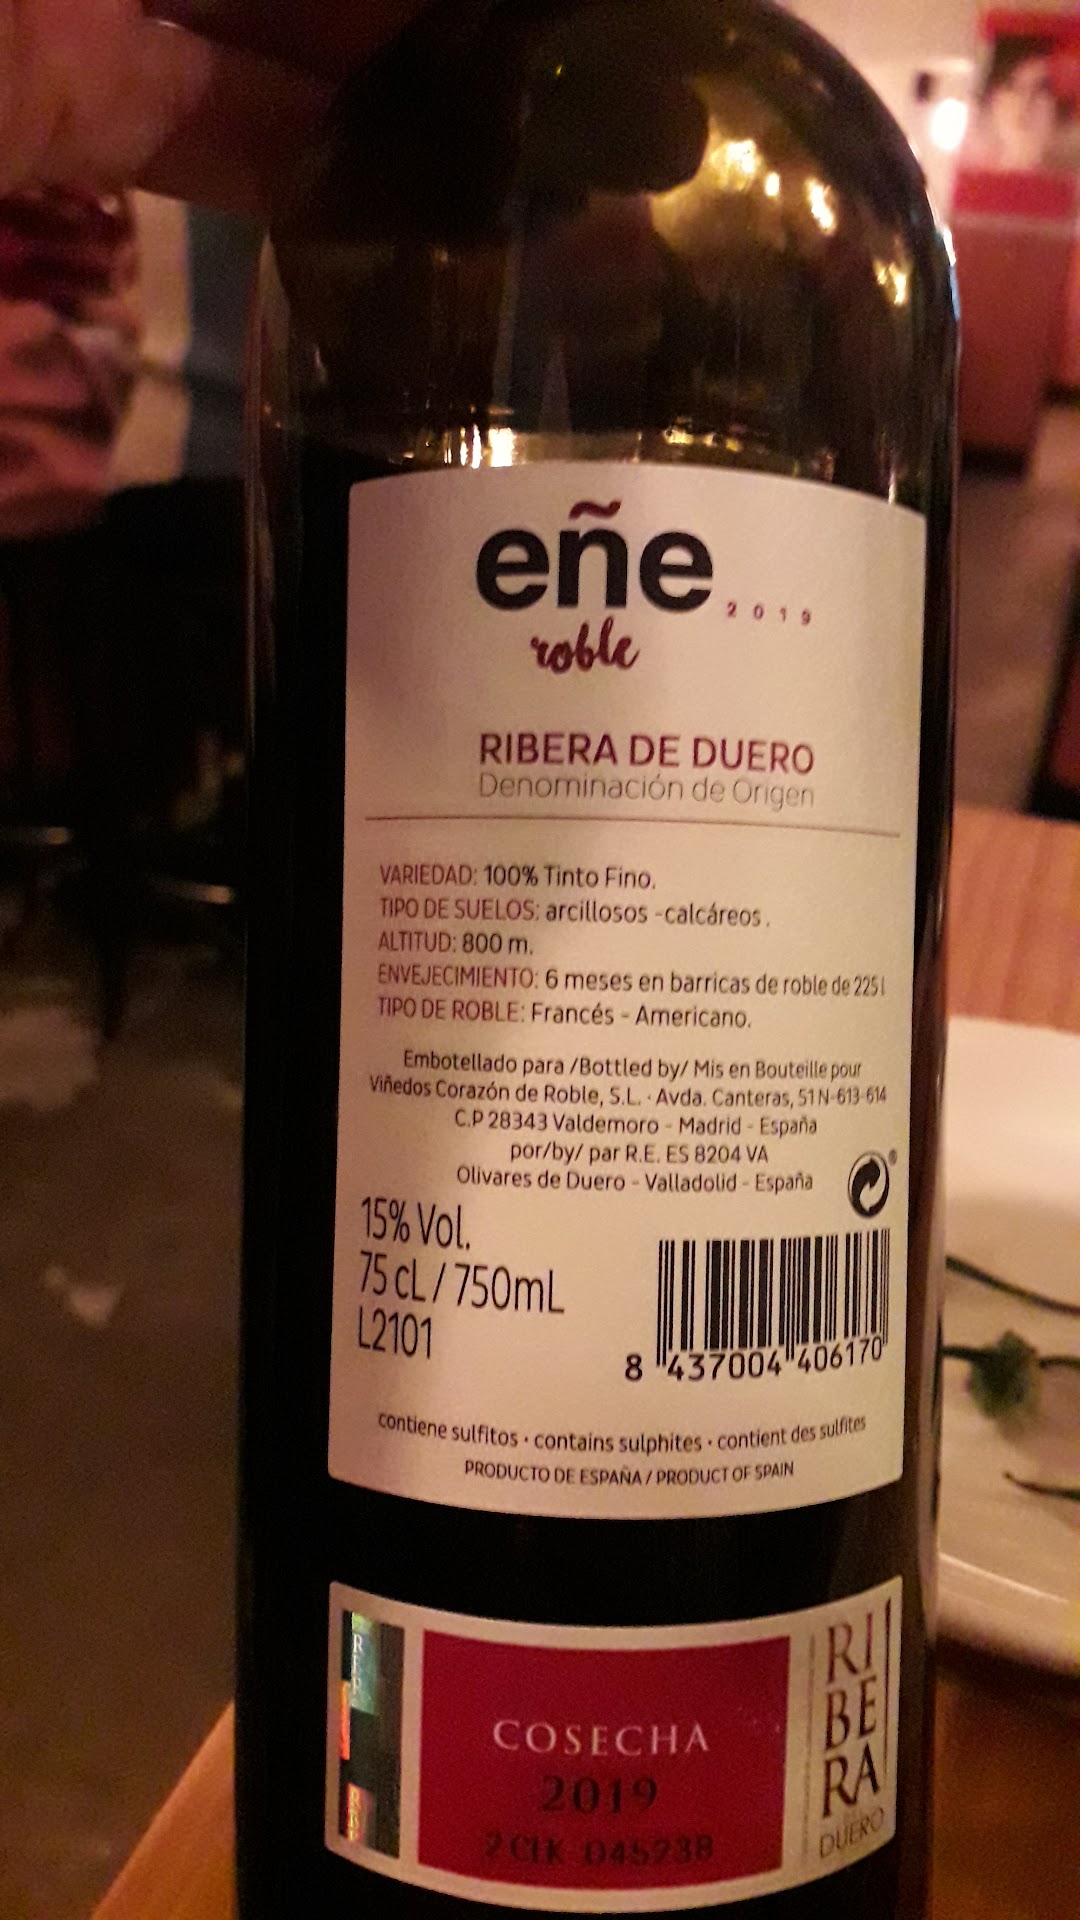 eñe 2019
roble
RIBERA DE DUERO
Denominación de Origen
VARIEDAD: 100% Tinto Fino.
TIPO DE SUELOS: arcillosos -calcáreos.
ALTITUD: 800 m.
ENVEJECIMIENTO: 6 meses en barricas de roble de 225 l
TIPO DE ROBLE: Francés - Americano.
Embotellado para /Bottled by/ Mis en Bouteille pour
Viñedos Corazón de Roble, S.L. · Avda. Canteras, 51 N-613-614
C.P 28343 Valdemoro - Madrid - España
por/by/ par R.E. ES 8204 VA
Olivares de Duero - Valladolid - España
15% Vol.
75 cL / 750mL
L2101
8 437004 406170
contiene sulfitos · contains sulphites · contient des sulfites
PRODUCTO DE ESPAÑA / PRODUCT OF SPAIN
COSECHA
2019
045238
RIBERA
DUERO